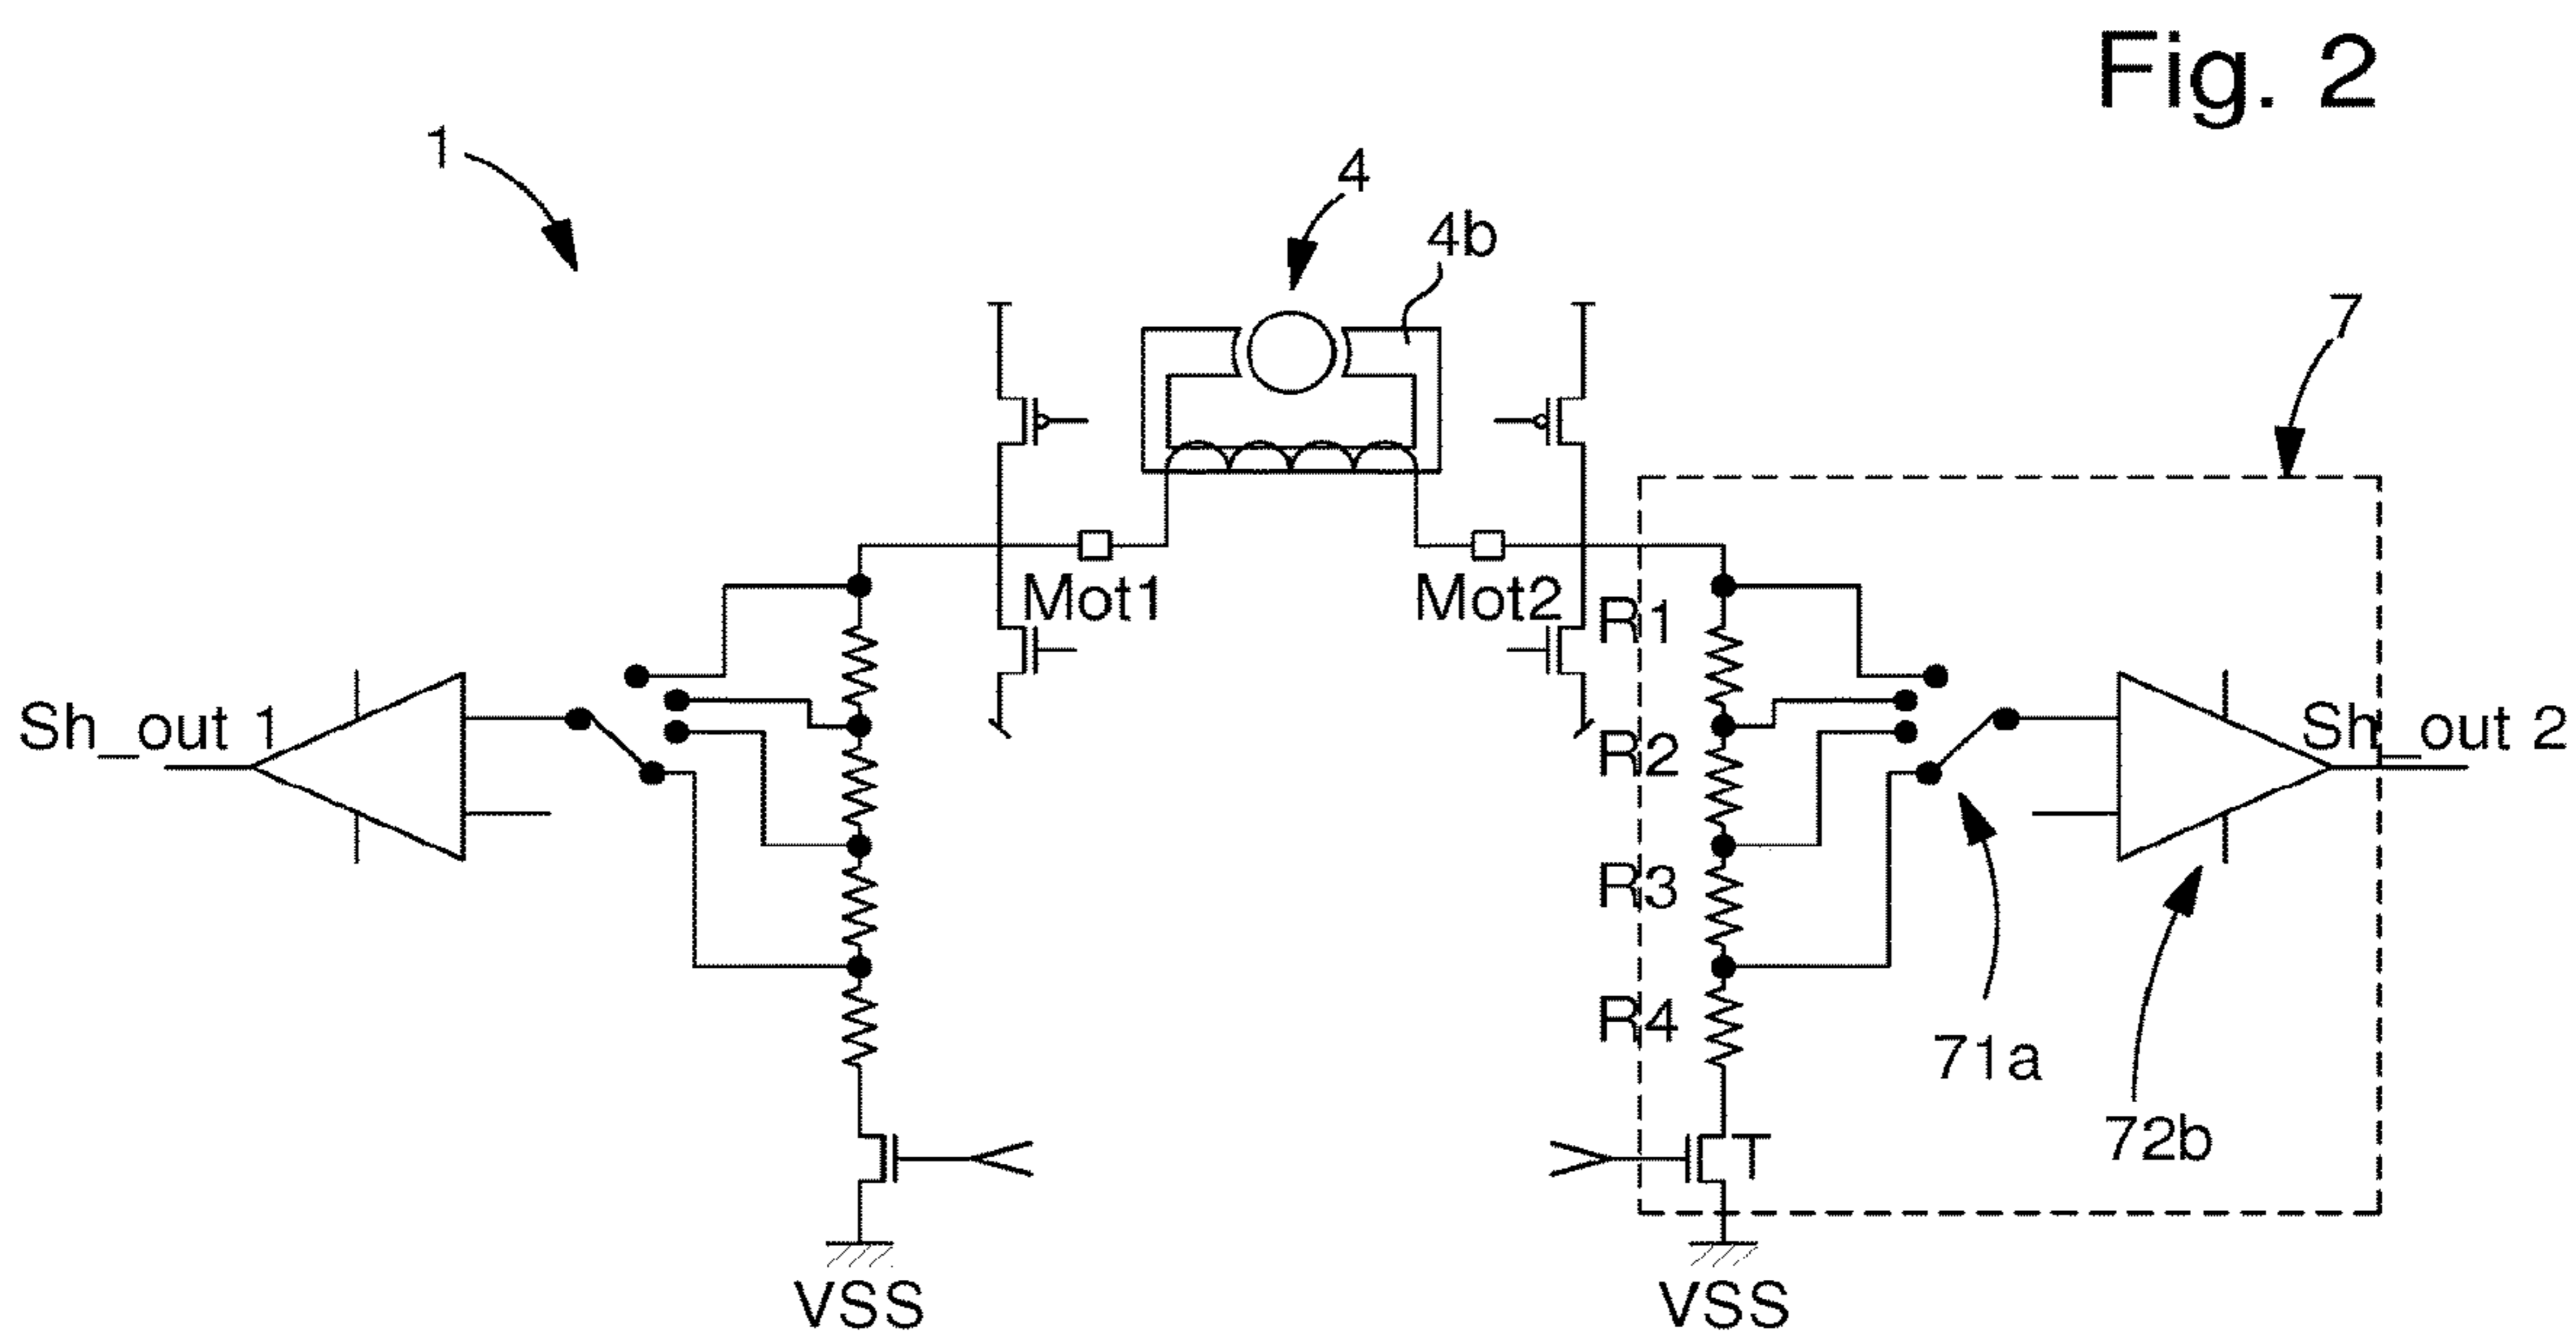 Fig. 2
1
4
4b
7
Mot1
Mot2
R1
Sh_out 1
R2
Sh_out 2
R3
R4
71a
72b
T
VSS
VSS